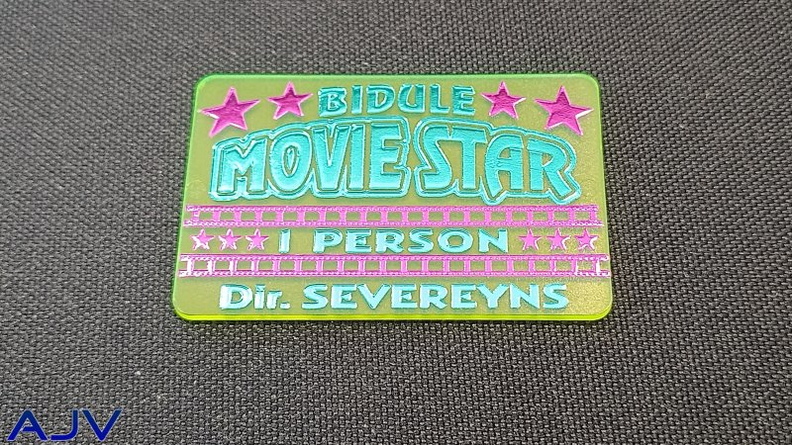 BIDULE
MOVIE STAR
1 PERSON
Dir. SEVEREYNS
AJV